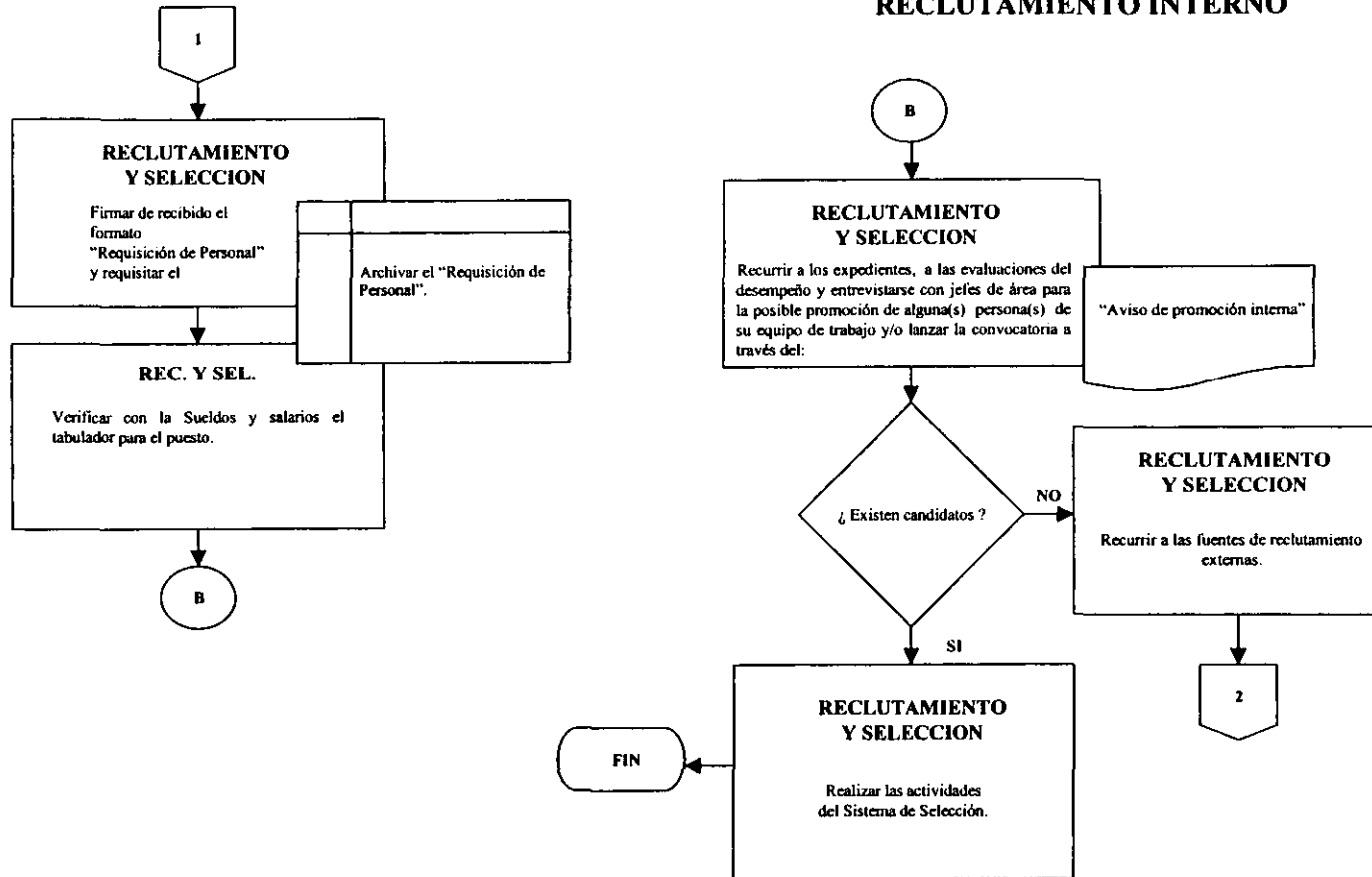 RECLUTAMIENTO INTERNO
1
RECLUTAMIENTO
Y SELECCION
Firmar de recibido el
formato
"Requisición de Personal"
y requisitar el
Archivar el "Requisición de
Personal".
REC. Y SEL.
Verificar con la Sueldos y salarios el
tabulador para el puesto.
B
B
RECLUTAMIENTO
Y SELECCION
Recurrir a los expedientes, a las evaluaciones del
desempeño y entrevistarse con jefes de área para
la posible promoción de alguna(s) persona(s) de
su equipo de trabajo y/o lanzar la convocatoria a
través del:
"Aviso de promoción interna"
¿ Existen candidatos ?
NO
RECLUTAMIENTO
Y SELECCION
Recurrir a las fuentes de reclutamiento
externas.
2
SI
RECLUTAMIENTO
Y SELECCION
Realizar las actividades
del Sistema de Selección.
FIN